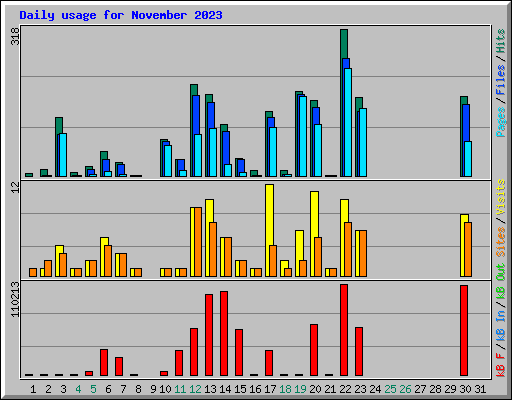 Daily usage for November 2023
318
Pages / Files / Hits
12
Sites / Visits
110213
kB F / kB In / kB Out
1 2 3 4 5 6 7 8 9 10 11 12 13 14 15 16 17 18 19 20 21 22 23 24 25 26 27 28 29 30 31